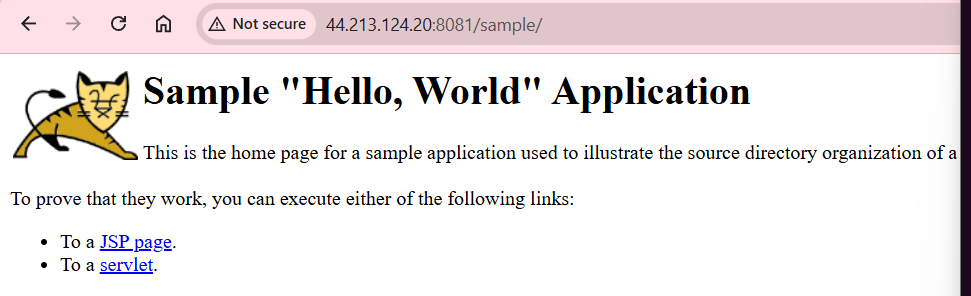 Not secure 44.213.124.20:8081/sample/
Sample "Hello, World" Application
This is the home page for a sample application used to illustrate the source directory organization of a
To prove that they work, you can execute either of the following links:
• To a JSP page.
• To a servlet.